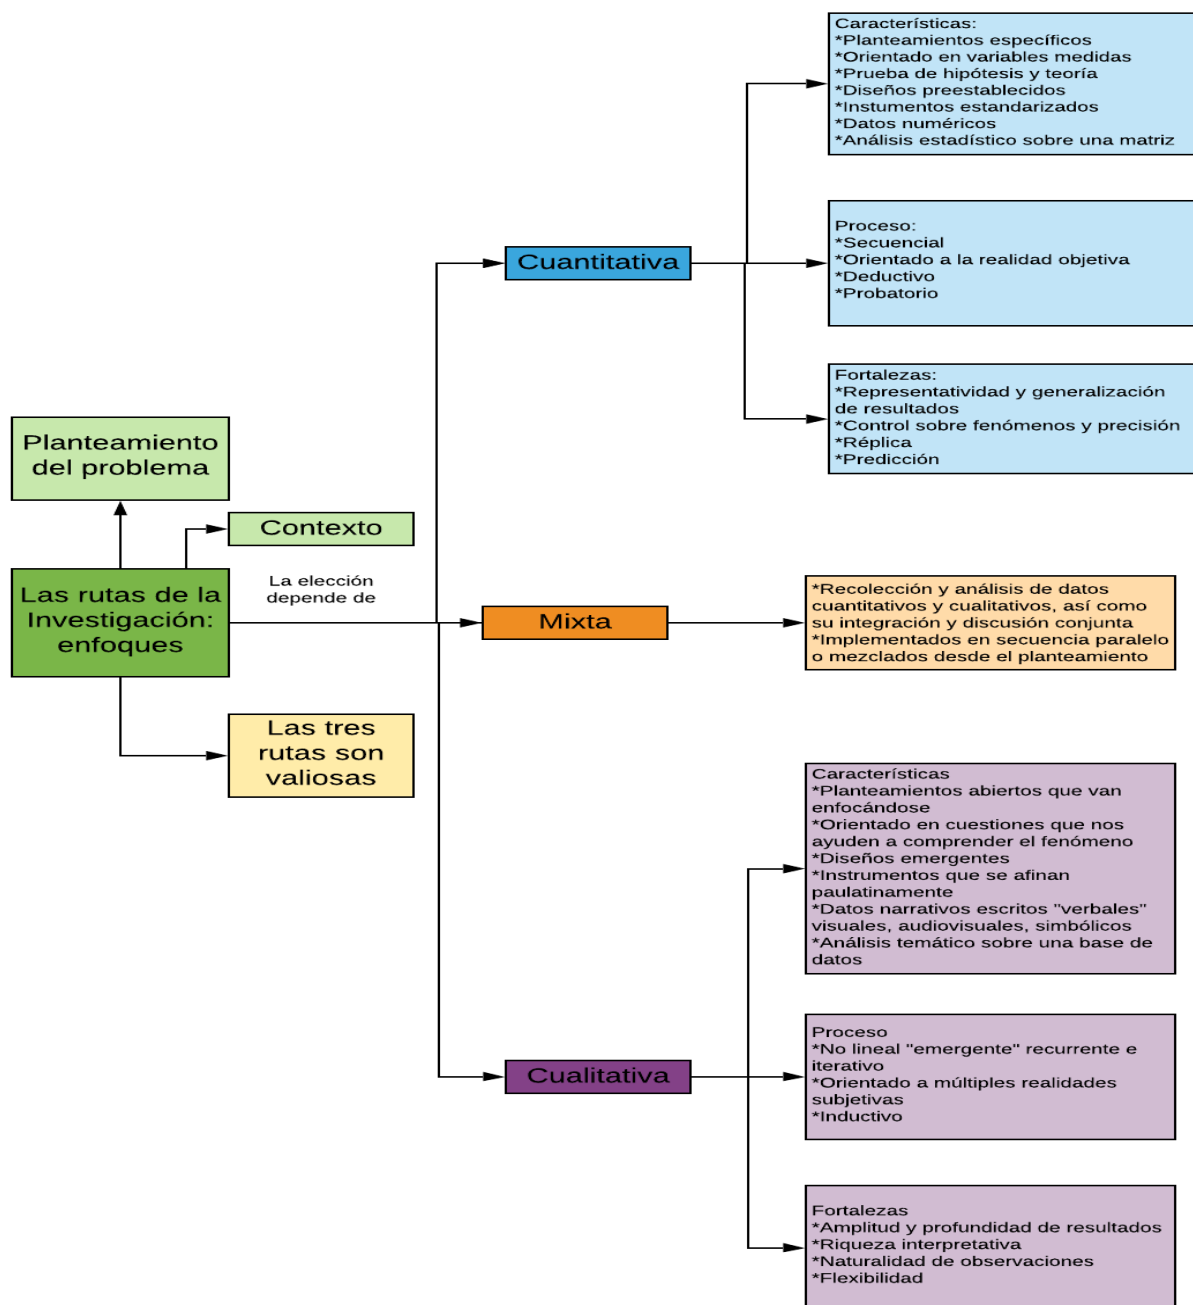 Planteamiento
del problema
Contexto
Las rutas de la
Investigación:
enfoques
La elección
depende de
Las tres
rutas son
valiosas
Cuantitativa
Características:
*Planteamientos específicos
*Orientado en variables medidas
*Prueba de hipótesis y teoría
*Diseños preestablecidos
*Instumentos estandarizados
*Datos numéricos
*Análisis estadístico sobre una matriz
Proceso:
*Secuencial
*Orientado a la realidad objetiva
*Deductivo
*Probatorio
Fortalezas:
*Representatividad y generalización
de resultados
*Control sobre fenómenos y precisión
*Réplica
*Predicción
Mixta
*Recolección y análisis de datos
cuantitativos y cualitativos, así como
su integración y discusión conjunta
*Implementados en secuencia paralelo
o mezclados desde el planteamiento
Cualitativa
Características
*Planteamientos abiertos que van
enfocándose
*Orientado en cuestiones que nos
ayuden a comprender el fenómeno
*Diseños emergentes
*Instrumentos que se afinan
paulatinamente
*Datos narrativos escritos "verbales"
visuales, audiovisuales, simbólicos
*Análisis temático sobre una base de
datos
Proceso
*No lineal "emergente" recurrente e
iterativo
*Orientado a múltiples realidades
subjetivas
*Inductivo
Fortalezas
*Amplitud y profundidad de resultados
*Riqueza interpretativa
*Naturalidad de observaciones
*Flexibilidad